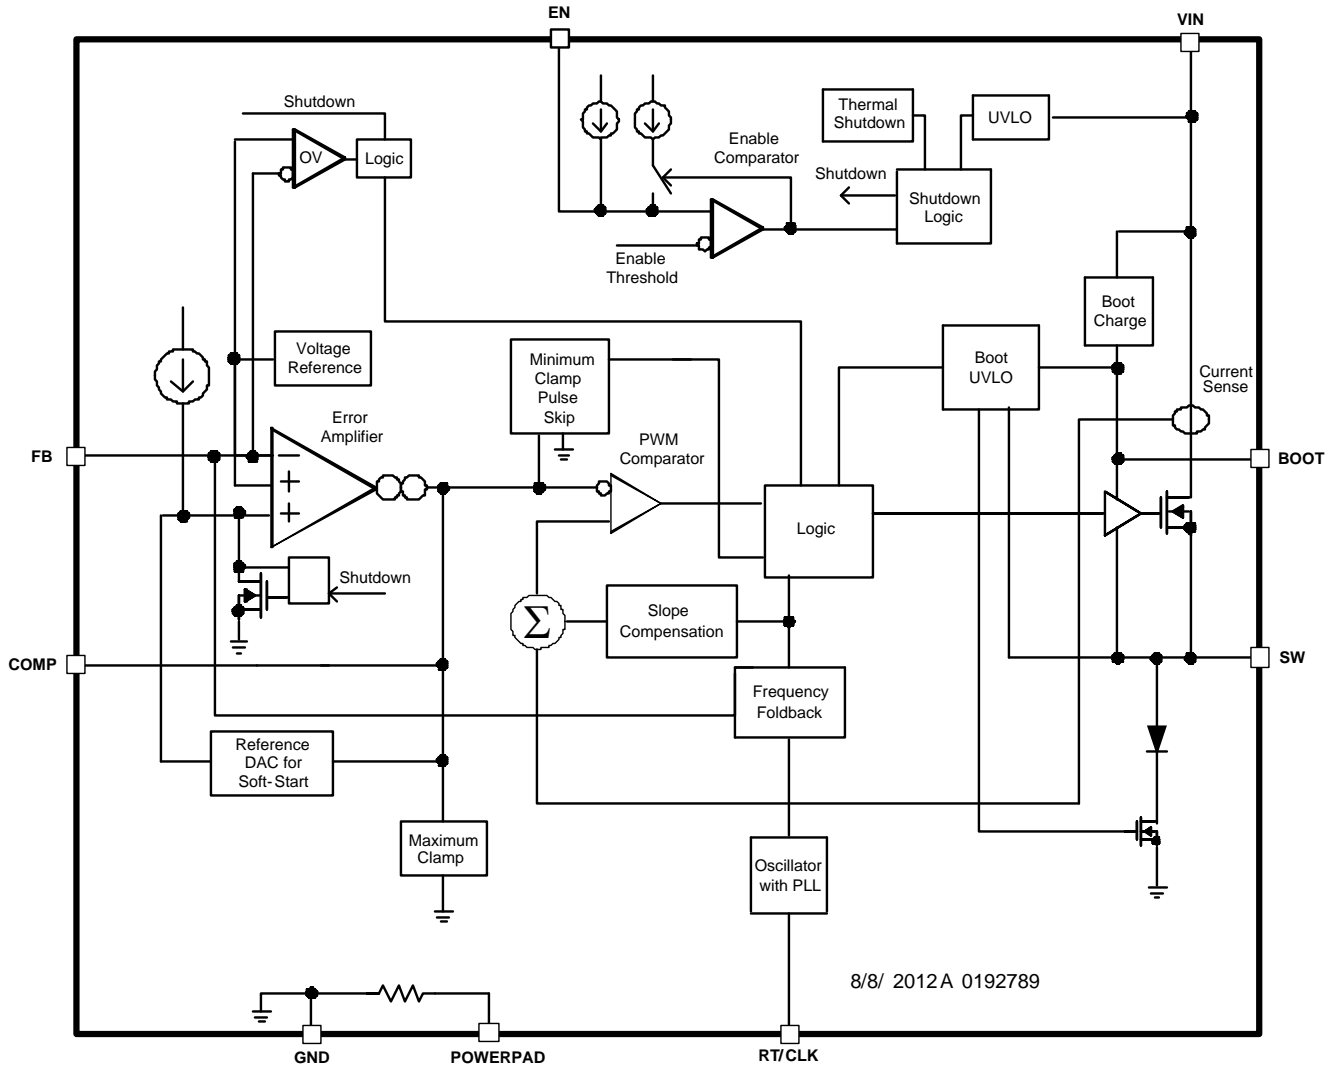 EN
VIN
Shutdown
OV
Logic
Enable
Comparator
Thermal
Shutdown
UVLO
Shutdown
Shutdown
Logic
Enable
Threshold
Boot
Charge
Voltage
Reference
Minimum
Clamp
Pulse
Skip
Boot
UVLO
Current
Sense
Error
Amplifier
PWM
Comparator
FB
BOOT
−
+
+
Logic
Shutdown
Σ
Slope
Compensation
COMP
SW
Frequency
Foldback
Reference
DAC for
Soft-Start
Maximum
Clamp
Oscillator
with PLL
8/8/ 2012 A 0192789
GND
POWERPAD
RT/CLK